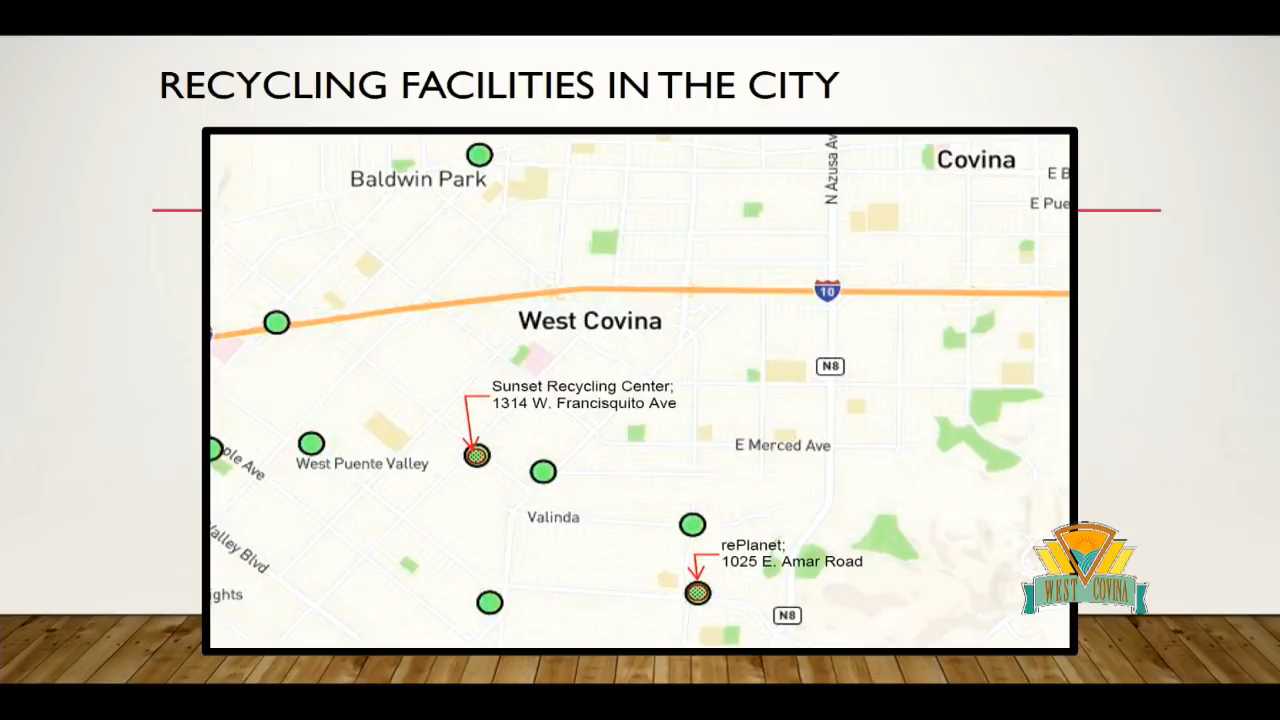 RECYCLING FACILITIES IN THE CITY
N Azusa Av
Covina
E B
Baldwin Park
E Pue
10
West Covina
N8
Sunset Recycling Center;
1314 W. Francisquito Ave
E Merced Ave
ple Ave
West Puente Valley
Valinda
Valley Blvd
rePlanet;
1025 E. Amar Road
ights
N8
WEST COVINA